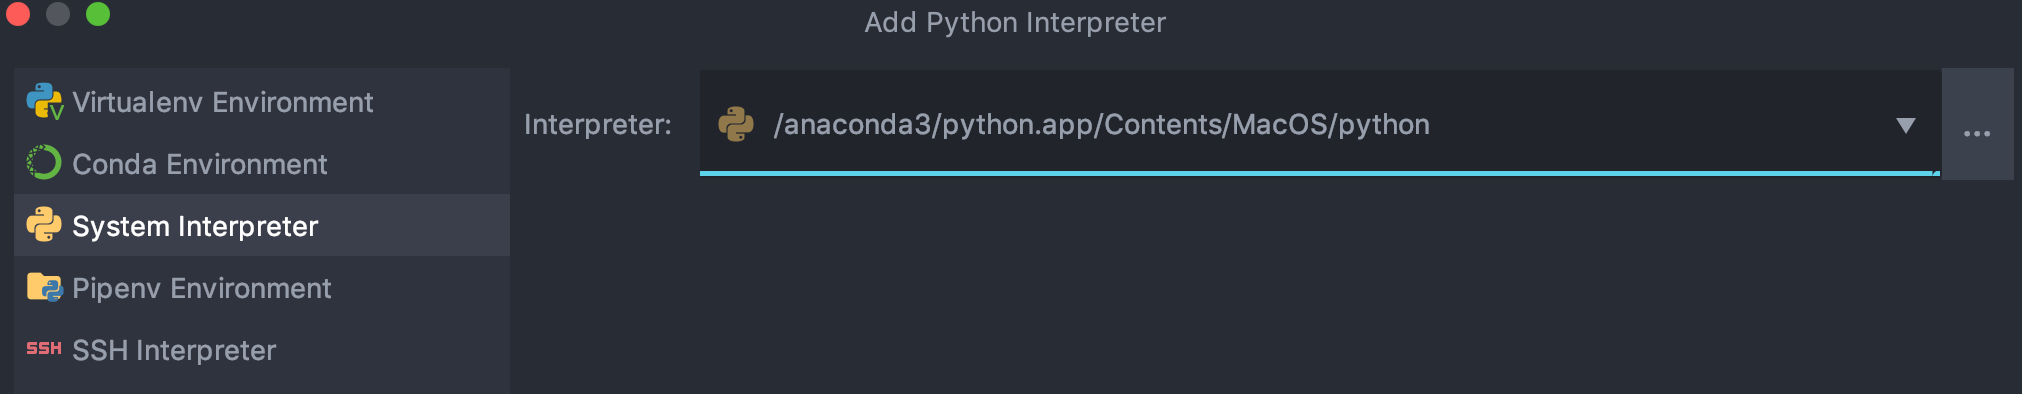 Add Python Interpreter
Virtualenv Environment
Conda Environment
System Interpreter
Pipenv Environment
SSH SSH Interpreter
Interpreter: /anaconda3/python.app/Contents/MacOS/python ...